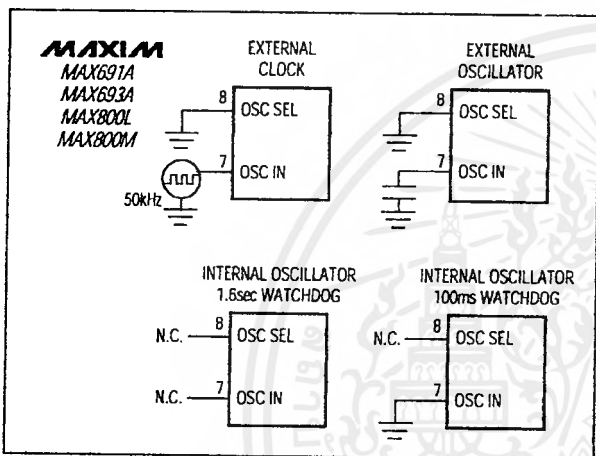 MAXIM
MAX691A
MAX693A
MAX800L
MAX800M
EXTERNAL
CLOCK
8
OSC SEL
7
OSC IN
50kHz
EXTERNAL
OSCILLATOR
8
OSC SEL
7
OSC IN
INTERNAL OSCILLATOR
1.6sec WATCHDOG
N.C.
8
OSC SEL
N.C.
7
OSC IN
INTERNAL OSCILLATOR
100ms WATCHDOG
N.C.
8
OSC SEL
7
OSC IN